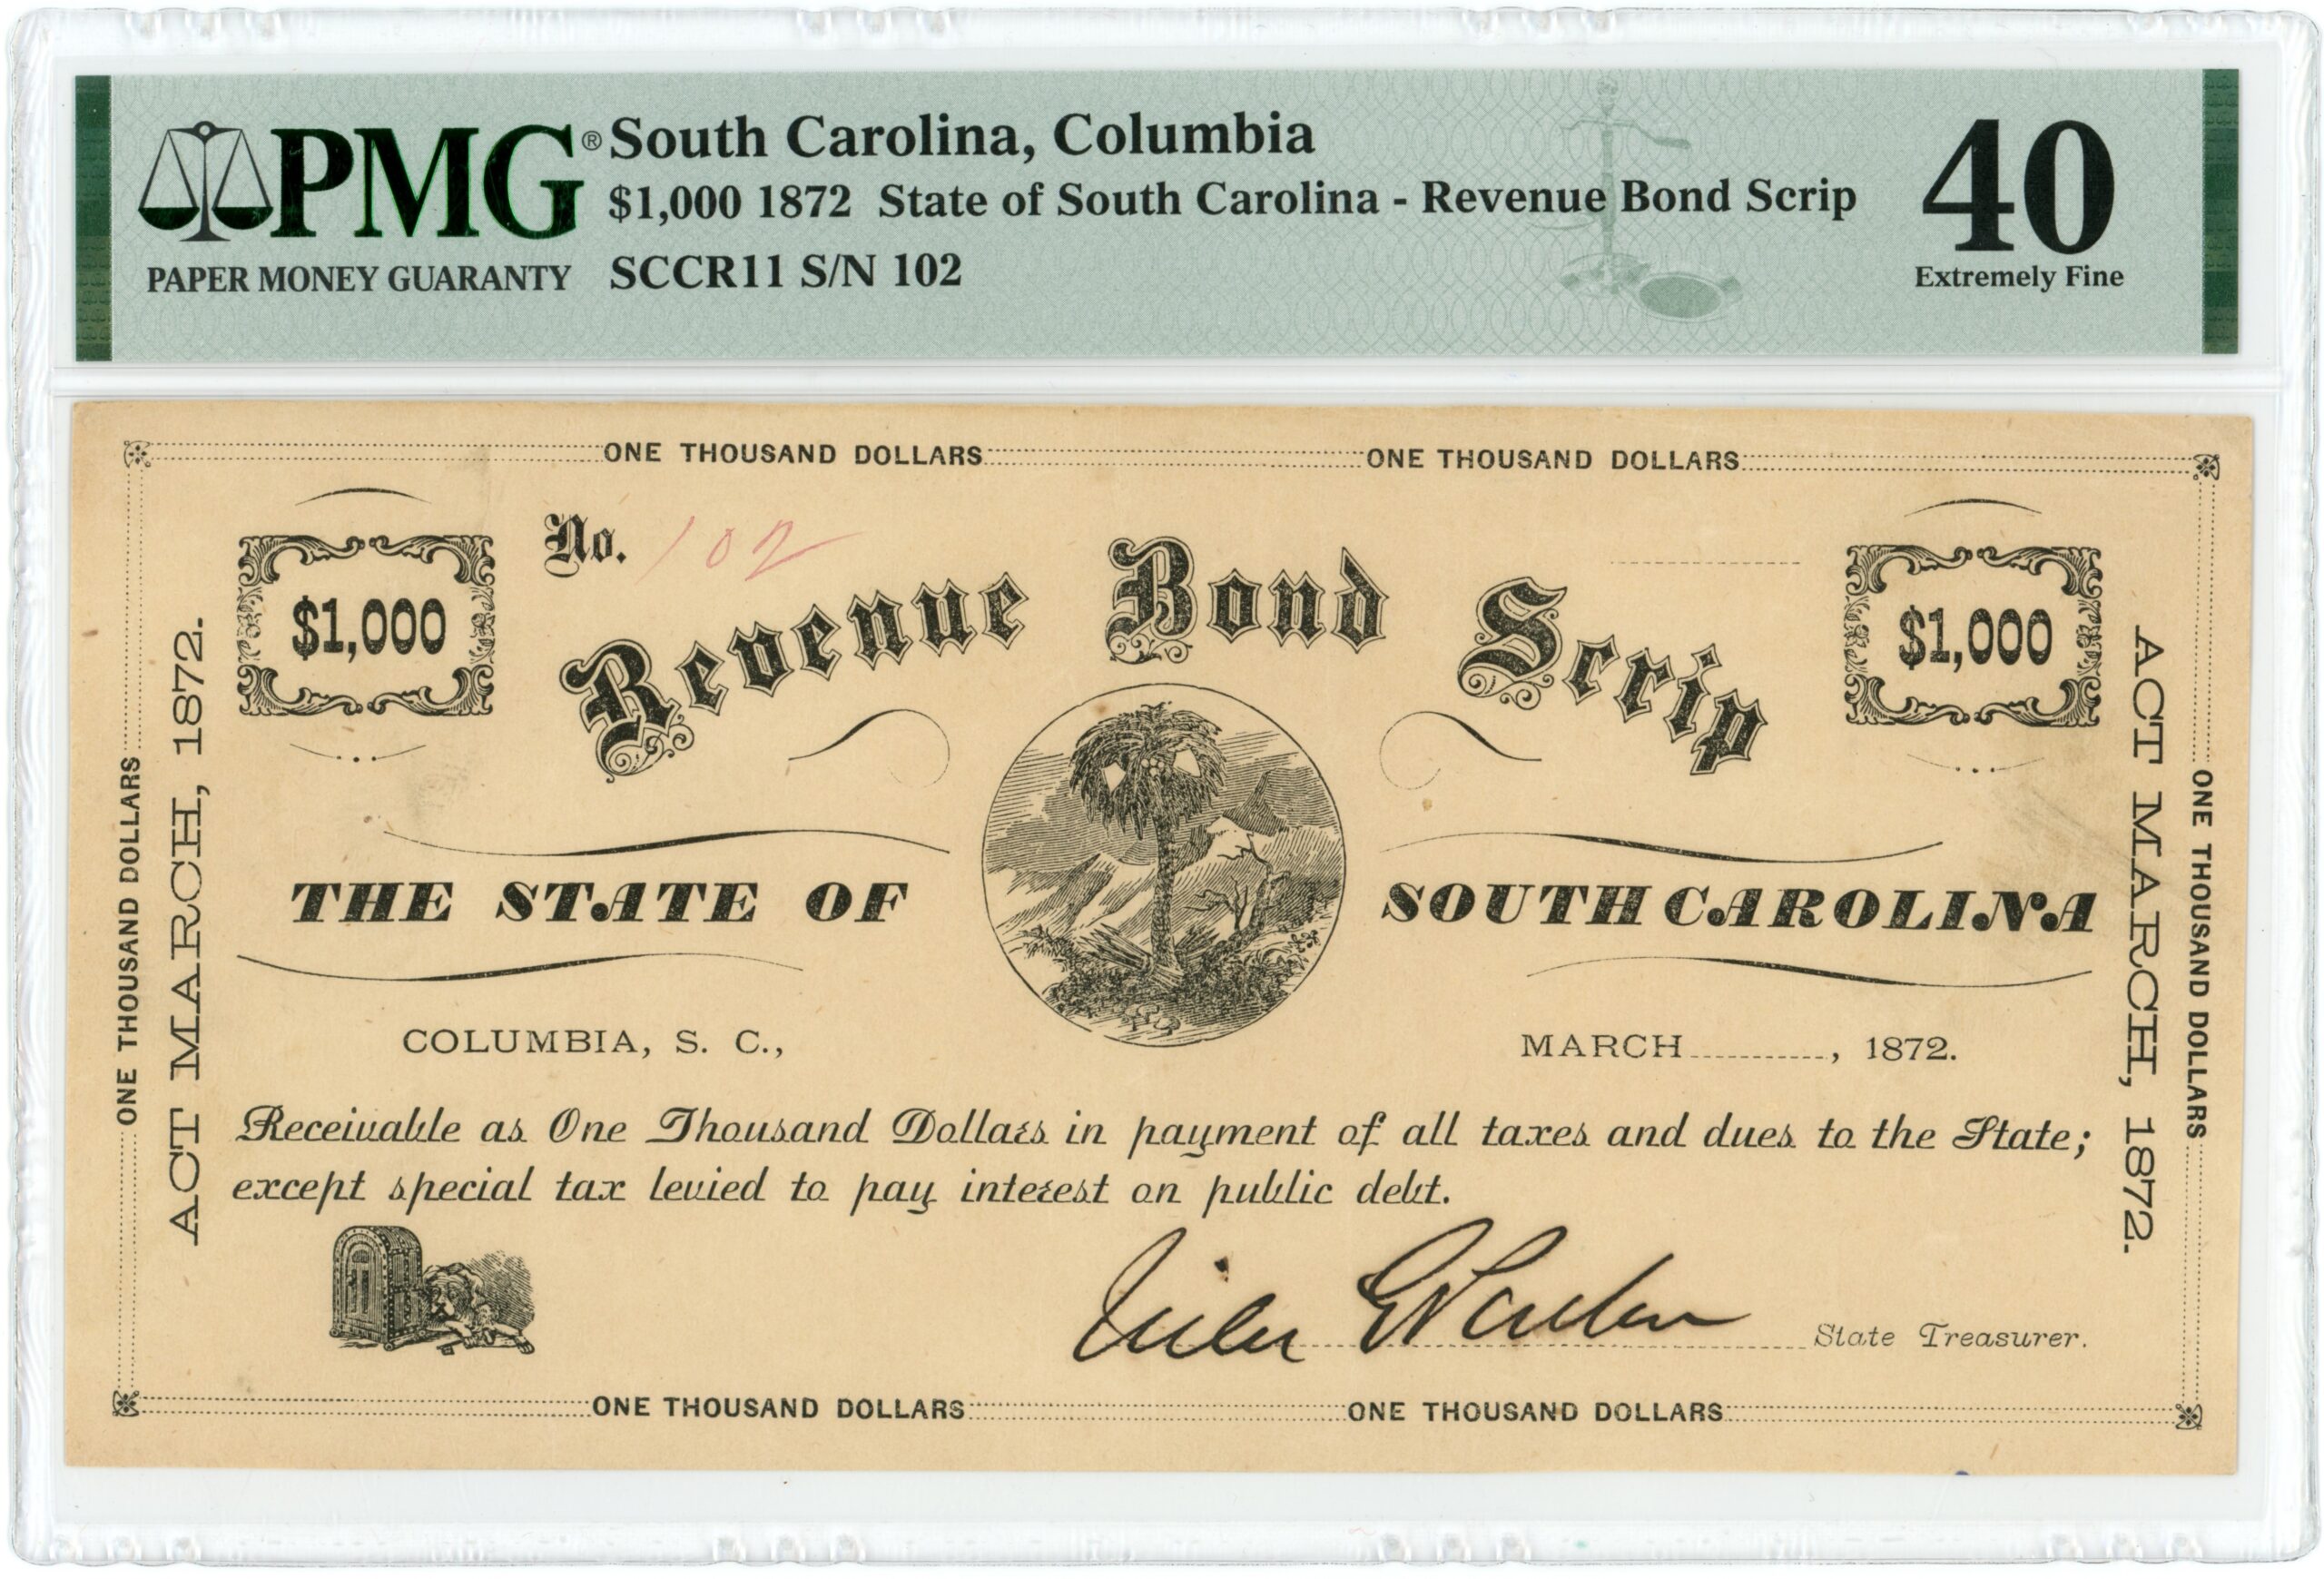 PMG® South Carolina, Columbia
$1,000 1872 State of South Carolina - Revenue Bond Scrip
PAPER MONEY GUARANTY SCCR11 S/N 102
40
Extremely Fine
ONE THOUSAND DOLLARS ONE THOUSAND DOLLARS
No. 102
$1,000 Revenue Bond Scrip $1,000
THE STATE OF SOUTH CAROLINA
COLUMBIA, S. C., MARCH , 1872.
Receivable as One Thousand Dollars in payment of all taxes and dues to the State;
except special tax levied to pay interest on public debt.
Niles G Parker State Treasurer.
ONE THOUSAND DOLLARS ONE THOUSAND DOLLARS
ONE THOUSAND DOLLARS
ACT MARCH, 1872.
ACT MARCH, 1872.
ONE THOUSAND DOLLARS